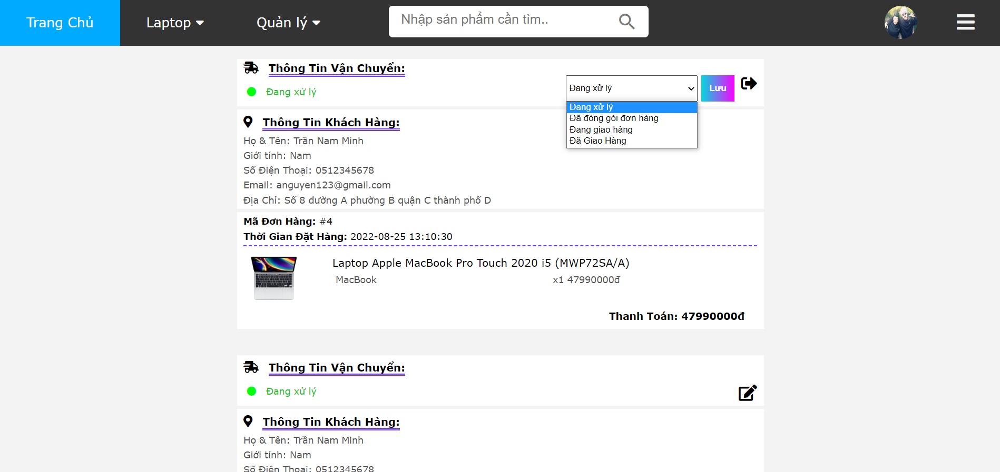 Trang Chủ
Laptop
Quản lý
Nhập sản phẩm cần tìm..
Thông Tin Vận Chuyển:
Đang xử lý
Đang xử lý
Lưu
Đang xử lý
Đã đóng gói đơn hàng
Đang giao hàng
Đã Giao Hàng
Thông Tin Khách Hàng:
Họ & Tên: Trần Nam Minh
Giới tính: Nam
Số Điện Thoại: 0512345678
Email: anguyen123@gmail.com
Địa Chỉ: Số 8 đường A phường B quận C thành phố D
Mã Đơn Hàng: #4
Thời Gian Đặt Hàng: 2022-08-25 13:10:30
Laptop Apple MacBook Pro Touch 2020 i5 (MWP72SA/A)
MacBook
x1 47990000đ
Thanh Toán: 47990000đ
Thông Tin Vận Chuyển:
Đang xử lý
Thông Tin Khách Hàng:
Họ & Tên: Trần Nam Minh
Giới tính: Nam
Số Điện Thoại: 0512345678